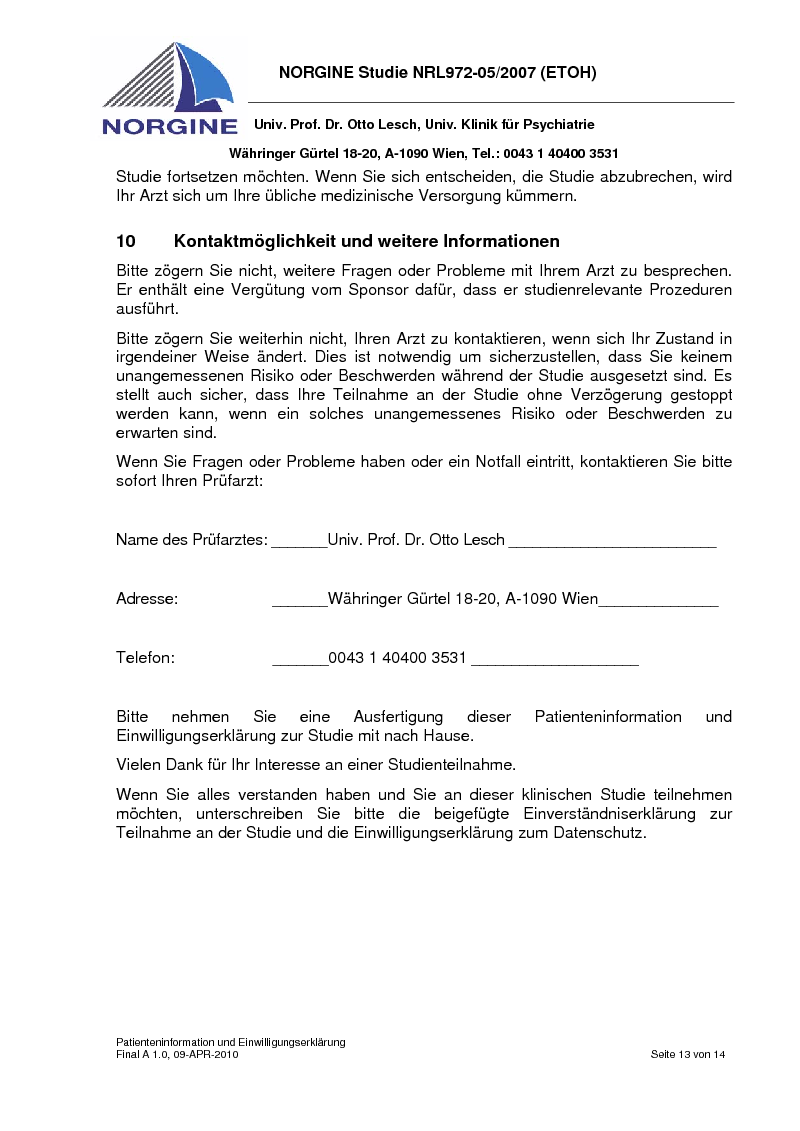 NORGINE Studie NRL972-05/2007 (ETOH)
NORGINE
Univ. Prof. Dr. Otto Lesch, Univ. Klinik für Psychiatrie
Währinger Gürtel 18-20, A-1090 Wien, Tel.: 0043 1 40400 3531
Studie fortsetzen möchten. Wenn Sie sich entscheiden, die Studie abzubrechen, wird
Ihr Arzt sich um Ihre übliche medizinische Versorgung kümmern.
10 Kontaktmöglichkeit und weitere Informationen
Bitte zögern Sie nicht, weitere Fragen oder Probleme mit Ihrem Arzt zu besprechen.
Er enthält eine Vergütung vom Sponsor dafür, dass er studienrelevante Prozeduren
ausführt.
Bitte zögern Sie weiterhin nicht, Ihren Arzt zu kontaktieren, wenn sich Ihr Zustand in
irgendeiner Weise ändert. Dies ist notwendig um sicherzustellen, dass Sie keinem
unangemessenen Risiko oder Beschwerden während der Studie ausgesetzt sind. Es
stellt auch sicher, dass Ihre Teilnahme an der Studie ohne Verzögerung gestoppt
werden kann, wenn ein solches unangemessenes Risiko oder Beschwerden zu
erwarten sind.
Wenn Sie Fragen oder Probleme haben oder ein Notfall eintritt, kontaktieren Sie bitte
sofort Ihren Prüfarzt:
Name des Prüfarztes: _______Univ. Prof. Dr. Otto Lesch __________________________
Adresse: _______Währinger Gürtel 18-20, A-1090 Wien_______________
Telefon: _______0043 1 40400 3531 _____________________
Bitte nehmen Sie eine Ausfertigung dieser Patienteninformation und
Einwilligungserklärung zur Studie mit nach Hause.
Vielen Dank für Ihr Interesse an einer Studienteilnahme.
Wenn Sie alles verstanden haben und Sie an dieser klinischen Studie teilnehmen
möchten, unterschreiben Sie bitte die beigefügte Einverständniserklärung zur
Teilnahme an der Studie und die Einwilligungserklärung zum Datenschutz.
Patienteninformation und Einwilligungserklärung
Final A 1.0, 09-APR-2010 Seite 13 von 14